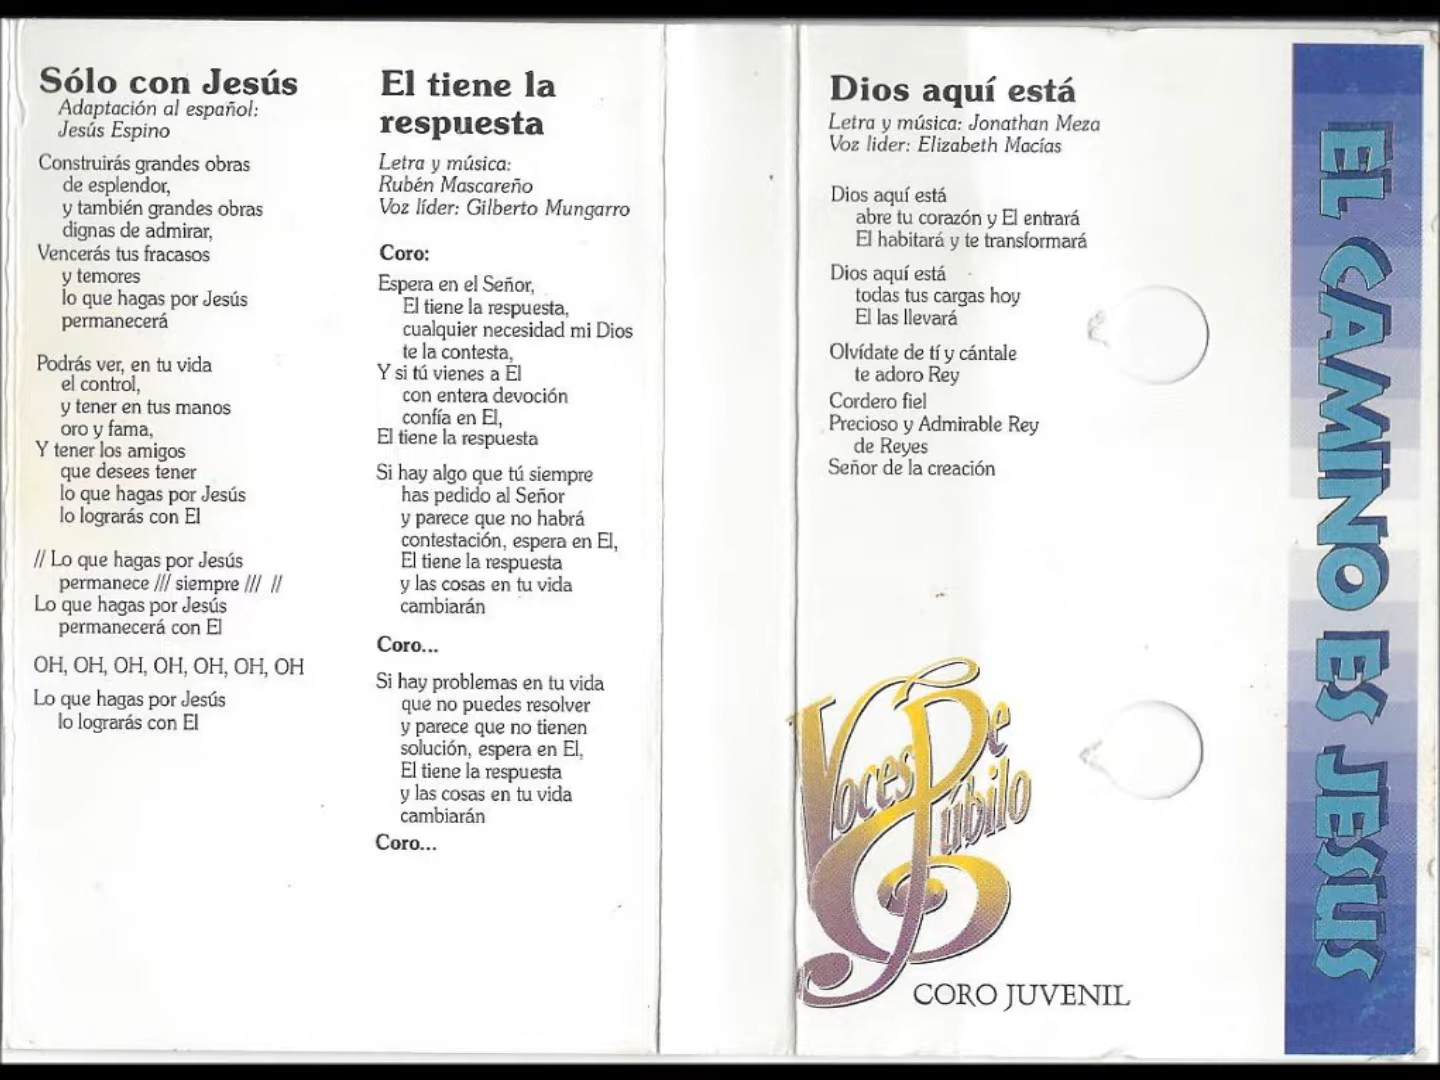 Sólo con Jesús
Adaptación al español:
Jesús Espino
Construirás grandes obras
de esplendor,
y también grandes obras
dignas de admirar,
Vencerás tus fracasos
y temores
lo que hagas por Jesús
permanecerá
Podrás ver, en tu vida
el control,
y tener en tus manos
oro y fama,
Y tener los amigos
que desees tener
lo que hagas por Jesús
lo lograrás con El
// Lo que hagas por Jesús
permanece /// siempre /// //
Lo que hagas por Jesús
permanecerá con El
OH, OH, OH, OH, OH, OH, OH
Lo que hagas por Jesús
lo lograrás con El
El tiene la
respuesta
Letra y música:
Rubén Mascareño
Voz líder: Gilberto Mungarro
Coro:
Espera en el Señor,
El tiene la respuesta,
cualquier necesidad mi Dios
te la contesta,
Y si tú vienes a El
con entera devoción
confía en El,
El tiene la respuesta
Si hay algo que tú siempre
has pedido al Señor
y parece que no habrá
contestación, espera en El,
El tiene la respuesta
y las cosas en tu vida
cambiarán
Coro...
Si hay problemas en tu vida
que no puedes resolver
y parece que no tienen
solución, espera en El,
El tiene la respuesta
y las cosas en tu vida
cambiarán
Coro...
Dios aquí está
Letra y música: Jonathan Meza
Voz lider: Elizabeth Macías
Dios aquí está
abre tu corazón y El entrará
El habitará y te transformará
Dios aquí está
todas tus cargas hoy
El las llevará
Olvídate de tí y cántale
te adoro Rey
Cordero fiel
Precioso y Admirable Rey
de Reyes
Señor de la creación
Voces De
Júbilo
CORO JUVENIL
EL CAMINO ES JESUS